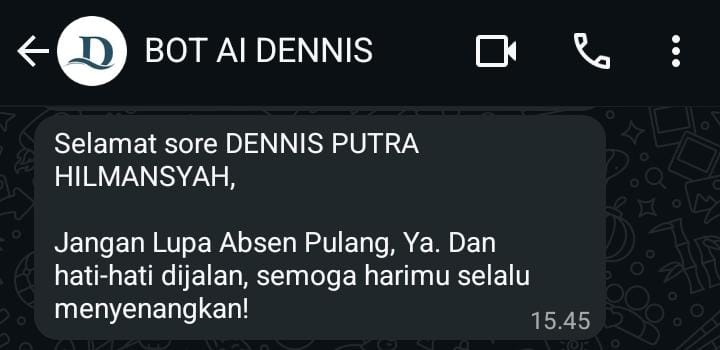 BOT AI DENNIS
Selamat sore DENNIS PUTRA
HILMANSYAH,
Jangan Lupa Absen Pulang, Ya. Dan
hati-hati dijalan, semoga harimu selalu
menyenangkan!
15.45